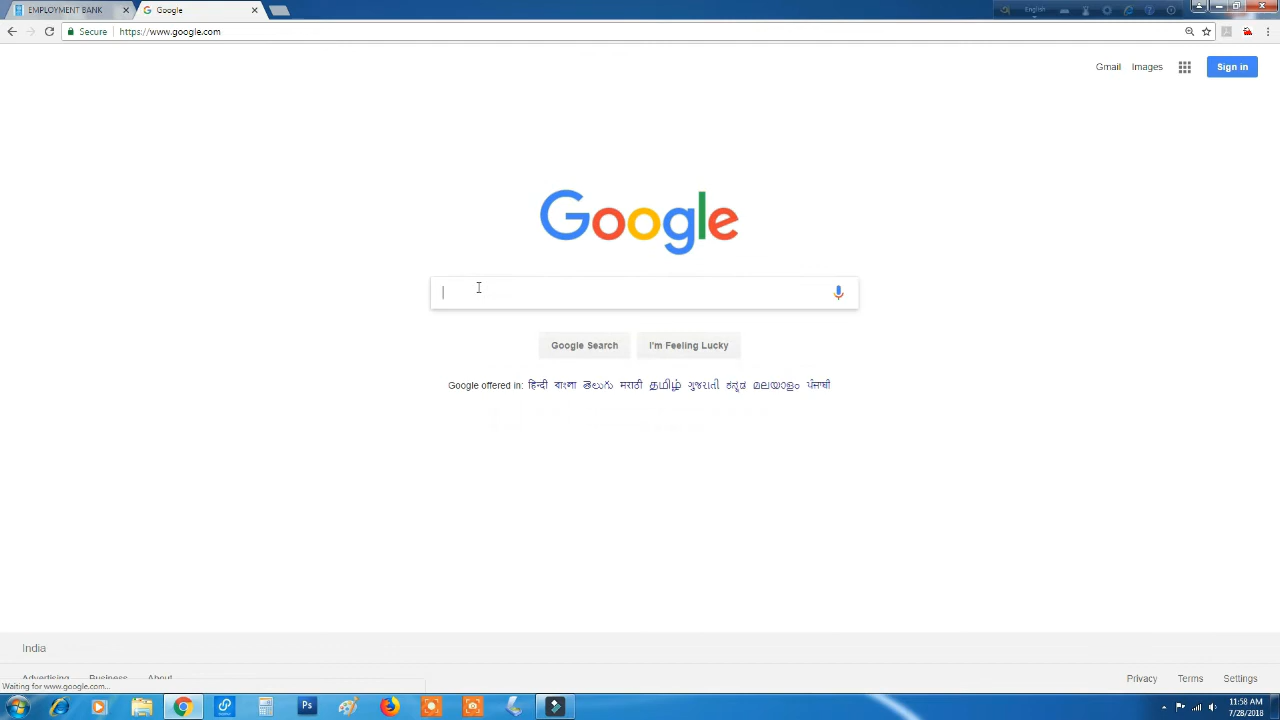 EMPLOYMENT BANK
Google
English
Secure
https://www.google.com
Gmail
Images
Sign in
Google
Google Search
I'm Feeling Lucky
Google offered in: हिन्दी বাংলা తెలుగు मराठी தமிழ் ગુજરાતી ಕನ್ನಡ മലയാളം ਪੰਜਾਬੀ
India
Advertising Business About
Privacy Terms Settings
Waiting for www.google.com...
Ps
11:58 AM
7/28/2018